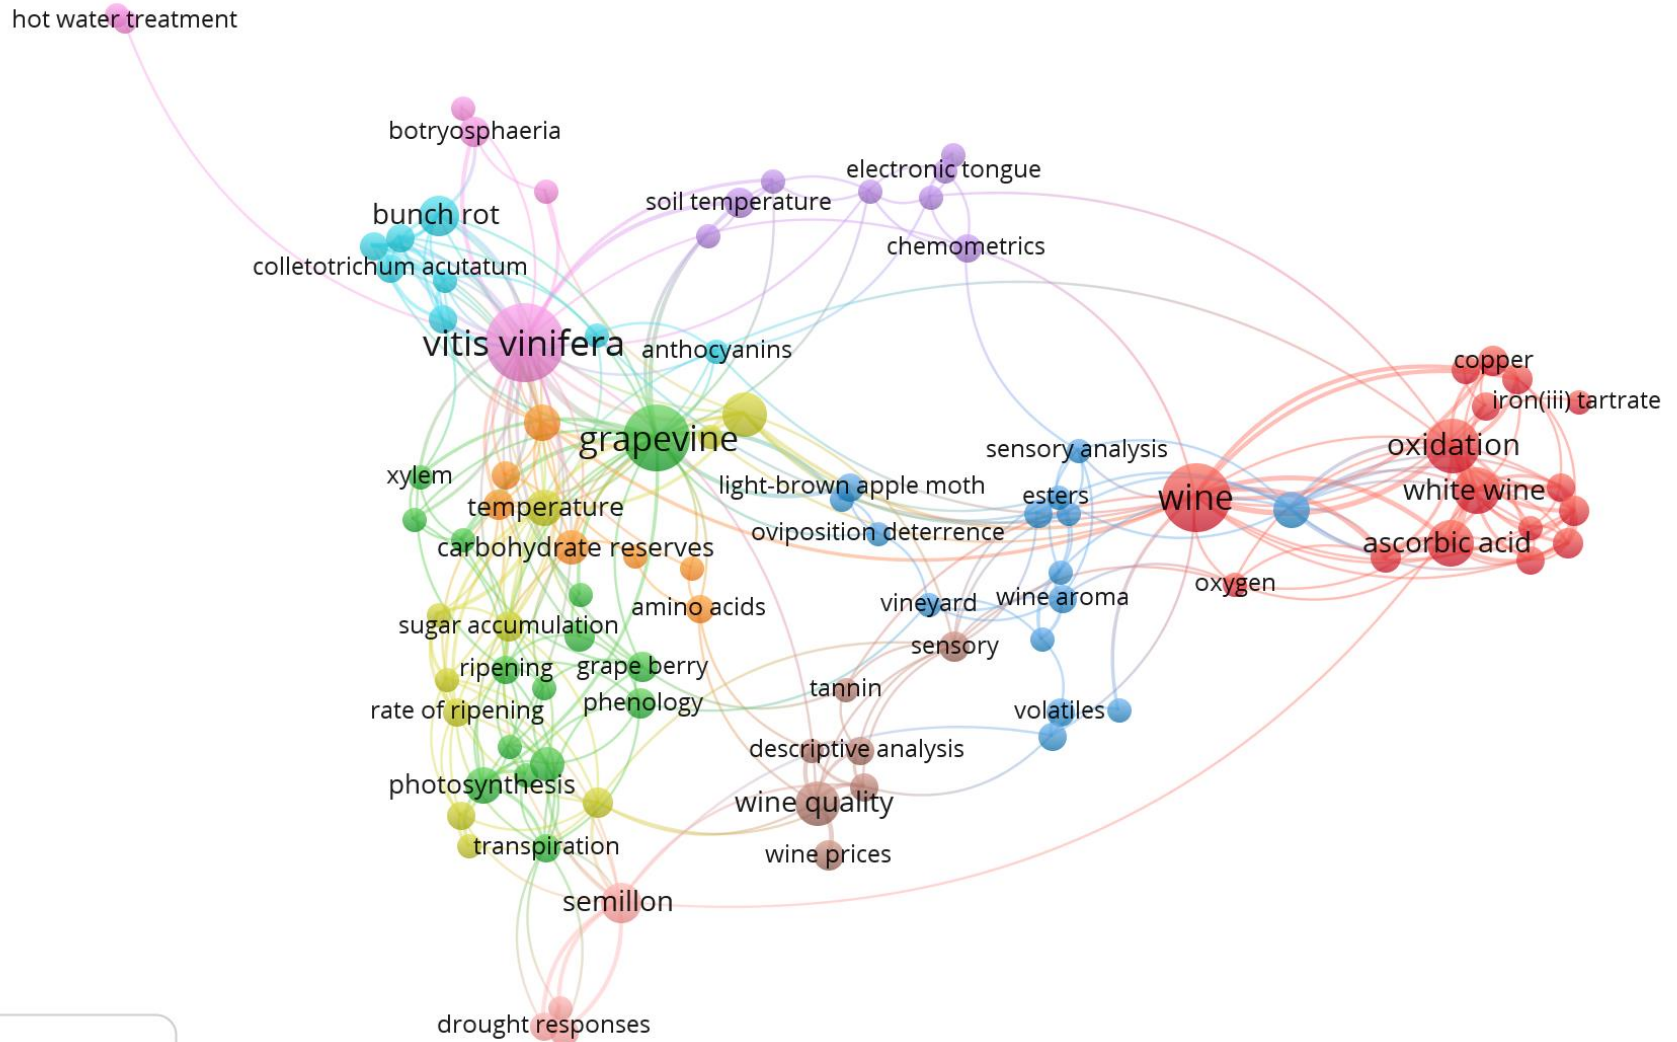 hot water treatment
botryosphaeria
electronic tongue
soil temperature
bunch rot
chemometrics
colletotrichum acutatum
vitis vinifera
anthocyanins
copper
iron(iii) tartrate
grapevine
oxidation
sensory analysis
xylem
light-brown apple moth
white wine
esters
wine
temperature
oviposition deterrence
ascorbic acid
carbohydrate reserves
oxygen
wine aroma
vineyard
amino acids
sugar accumulation
sensory
ripening
grape berry
tannin
phenology
rate of ripening
volatiles
descriptive analysis
photosynthesis
wine quality
transpiration
wine prices
semillon
drought responses